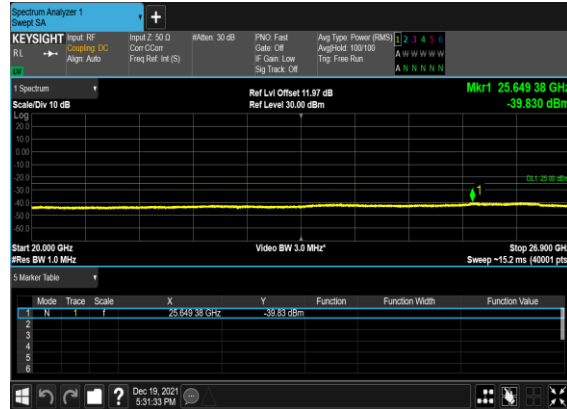 Spectrum Analyzer 1
Swept SA
+
KEYSIGHT Input: RF Input Z: 50 Ω #Atten: 30 dB PNO: Fast Avg Type: Power (RMS) 1 2 3 4 5 6
RL Coupling: DC Corr CCorr Gate: Off Avg|Hold: 100/100 A W W W W W
Align: Auto Freq Ref: Int (S) IF Gain: Low Trig: Free Run
Sig Track: Off A N N N N N
1 Spectrum Ref Lvl Offset 11.97 dB Mkr1 25.649 38 GHz
Scale/Div 10 dB Ref Level 30.00 dBm -39.830 dBm
Log
20.0
10.0
0.00
-10.0
-20.0
DL1 -25.00 dBm
-30.0
1
-40.0
-50.0
-60.0
Start 20.000 GHz Video BW 3.0 MHz* Stop 26.900 GHz
#Res BW 1.0 MHz Sweep ~15.2 ms (40001 pts)
5 Marker Table
Mode Trace Scale X Y Function Function Width Function Value
1 N 1 f 25.649 38 GHz -39.83 dBm
2
3
4
5
6
? Dec 19, 2021
5:31:33 PM